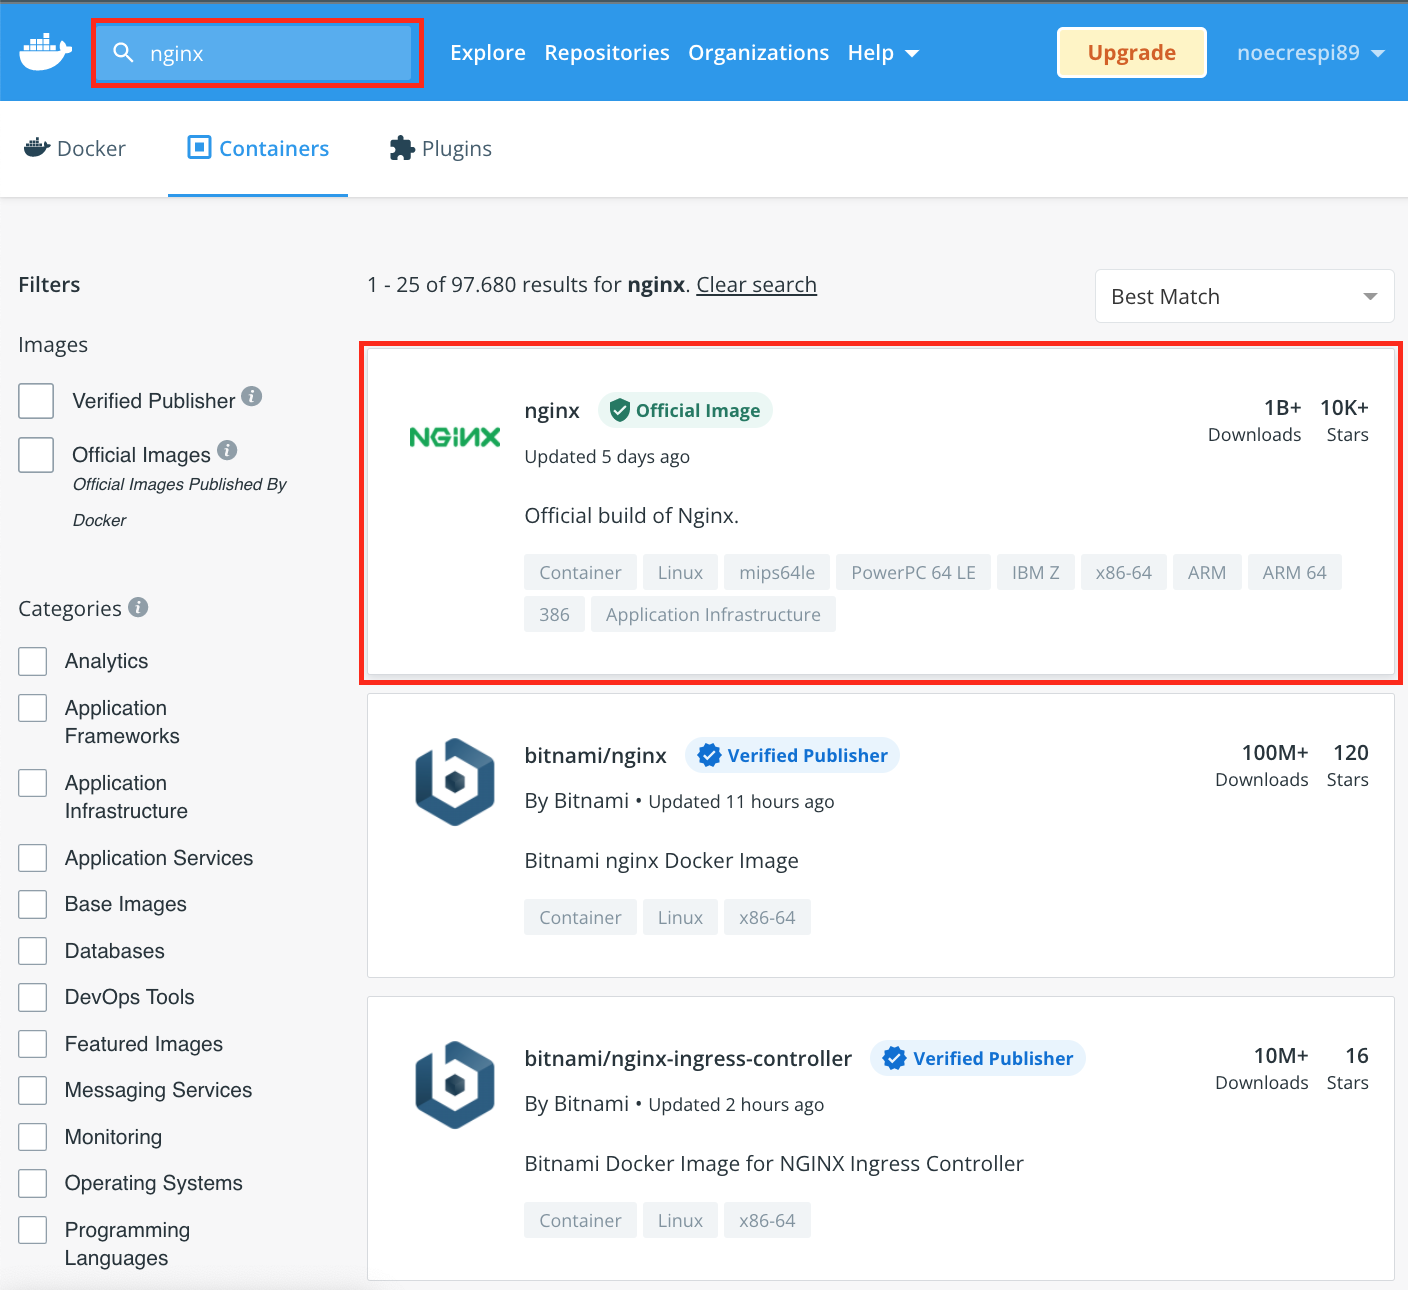 nginx
Explore Repositories Organizations Help
Upgrade
noecrespi89
Docker
Containers
Plugins
Filters
1 - 25 of 97.680 results for nginx. Clear search
Best Match
Images
Verified Publisher
Official Images
Official Images Published By
Docker
Categories
Analytics
Application
Frameworks
Application
Infrastructure
Application Services
Base Images
Databases
DevOps Tools
Featured Images
Messaging Services
Monitoring
Operating Systems
Programming
Languages
NGINX
nginx Official Image
1B+ 10K+
Downloads Stars
Updated 5 days ago
Official build of Nginx.
Container Linux mips64le PowerPC 64 LE IBM Z x86-64 ARM ARM 64
386 Application Infrastructure
bitnami/nginx Verified Publisher
100M+ 120
Downloads Stars
By Bitnami • Updated 11 hours ago
Bitnami nginx Docker Image
Container Linux x86-64
bitnami/nginx-ingress-controller Verified Publisher
10M+ 16
Downloads Stars
By Bitnami • Updated 2 hours ago
Bitnami Docker Image for NGINX Ingress Controller
Container Linux x86-64